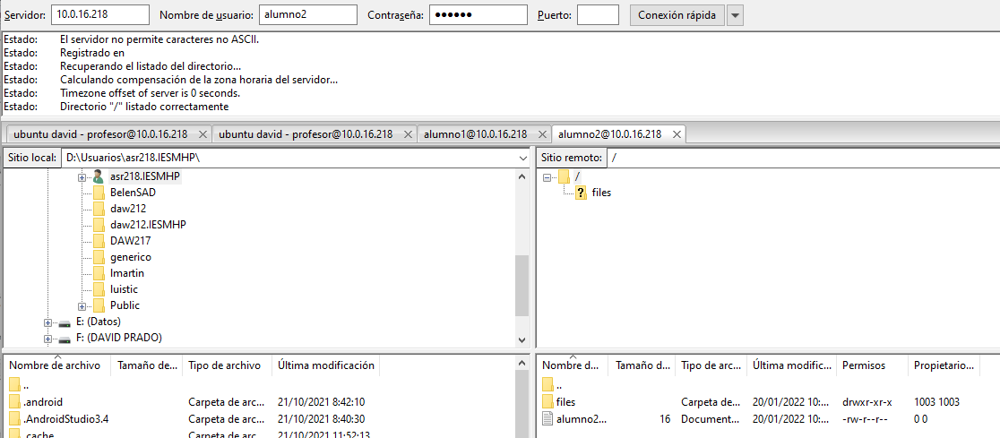 Servidor: 10.0.16.218 Nombre de usuario: alumno2 Contraseña: ●●●●●● Puerto: Conexión rápida
Estado: El servidor no permite caracteres no ASCII.
Estado: Registrado en
Estado: Recuperando el listado del directorio...
Estado: Calculando compensación de la zona horaria del servidor...
Estado: Timezone offset of server is 0 seconds.
Estado: Directorio "/" listado correctamente
ubuntu david - profesor@10.0.16.218 ubuntu david - profesor@10.0.16.218 alumno1@10.0.16.218 alumno2@10.0.16.218
Sitio local: D:\Usuarios\asr218.IESMHP\
asr218.IESMHP
BelenSAD
daw212
daw212.IESMHP
DAW217
generico
lmartin
luistic
Public
E: (Datos)
F: (DAVID PRADO)
Sitio remoto: /
/
files
Nombre de archivo Tamaño de... Tipo de archivo Última modificación
..
.android Carpeta de arc... 21/10/2021 8:42:10
.AndroidStudio3.4 Carpeta de arc... 21/10/2021 8:40:30
.cache Carpeta de arc... 21/10/2021 11:52:13
Nombre d... Tamaño d... Tipo de arc... Última modific... Permisos Propietario...
..
files Carpeta de... 20/01/2022 10:... drwxr-xr-x 1003 1003
alumno2... 16 Document... 20/01/2022 10:... -rw-r--r-- 0 0